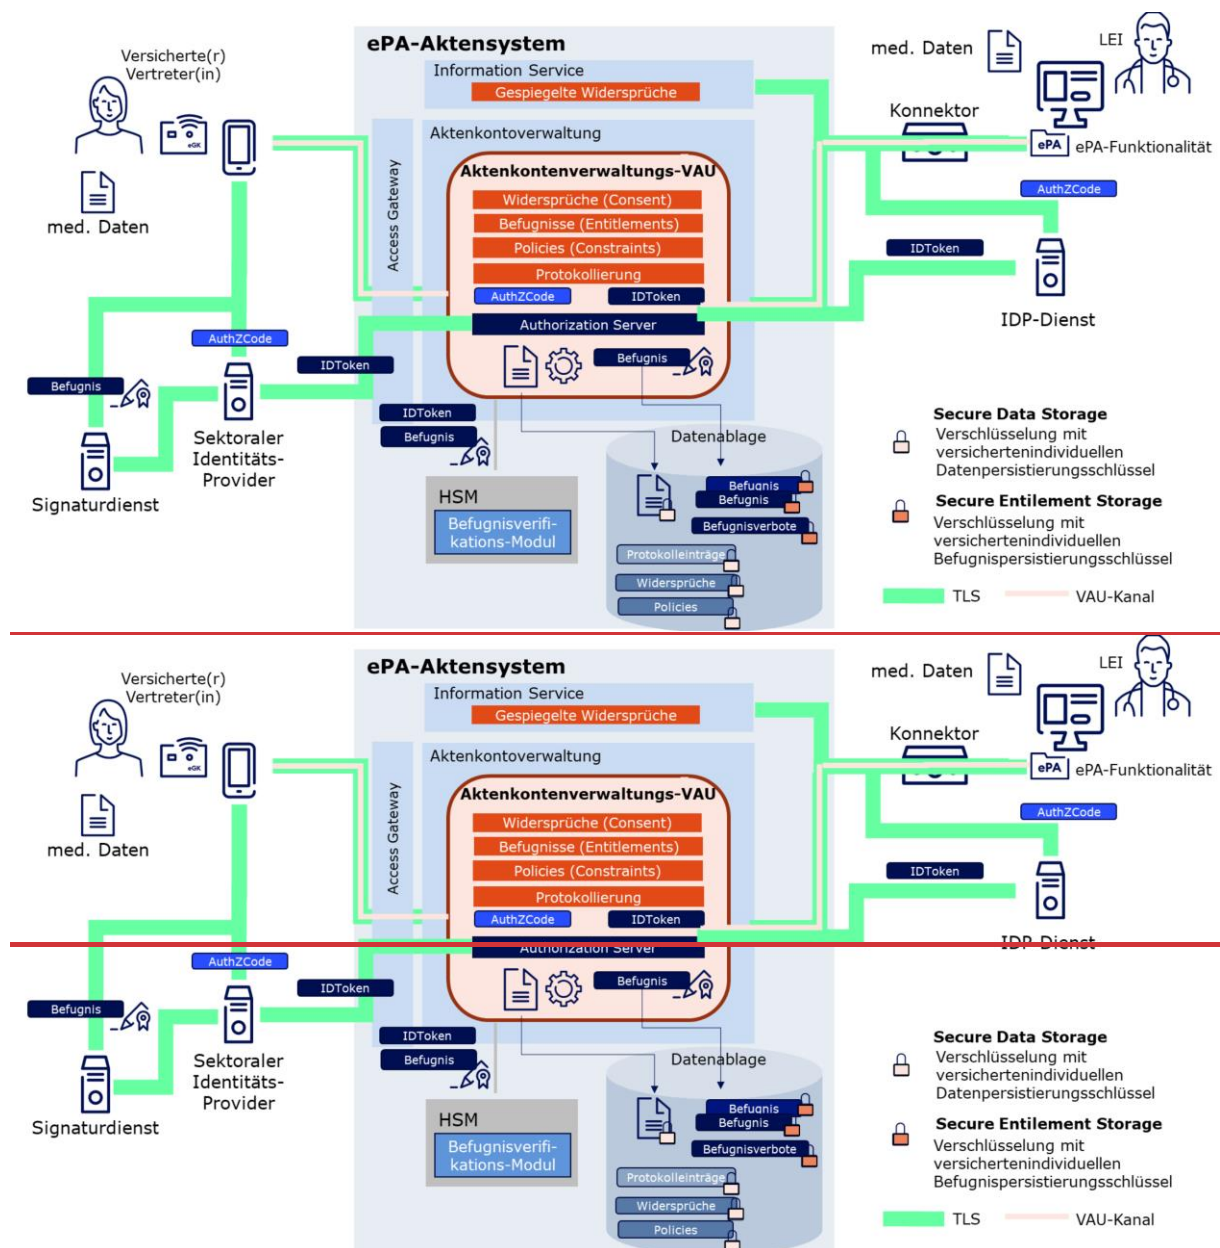 ePA-Aktensystem
Information Service
Gespiegelte Widersprüche
Versicherte(r)
Vertreter(in)
eGK
med. Daten
Access Gateway
Aktenkontoverwaltung
Aktenkontenverwaltungs-VAU
Widersprüche (Consent)
Befugnisse (Entitlements)
Policies (Constraints)
Protokollierung
AuthZCode
IDToken
Authorization Server
Befugnis
med. Daten
LEI
Konnektor
ePA
ePA-Funktionalität
AuthZCode
IDToken
IDP-Dienst
AuthZCode
IDToken
Befugnis
Sektoraler
Identitäts-
Provider
Signaturdienst
IDToken
Befugnis
HSM
Befugnisverifi-
kations-Modul
Datenablage
Befugnis
Befugnis
Befugnisverbote
Protokolleinträge
Widersprüche
Policies
Secure Data Storage
Verschlüsselung mit
versichertenindividuellen
Datenpersistierungsschlüssel
Secure Entilement Storage
Verschlüsselung mit
versichertenindividuellen
Befugnispersistierungsschlüssel
TLS
VAU-Kanal
ePA-Aktensystem
Information Service
Gespiegelte Widersprüche
Versicherte(r)
Vertreter(in)
eGK
med. Daten
Access Gateway
Aktenkontoverwaltung
Aktenkontenverwaltungs-VAU
Widersprüche (Consent)
Befugnisse (Entitlements)
Policies (Constraints)
Protokollierung
AuthZCode
IDToken
Authorization Server
Befugnis
med. Daten
LEI
Konnektor
ePA
ePA-Funktionalität
AuthZCode
IDToken
IDP-Dienst
AuthZCode
IDToken
Befugnis
Sektoraler
Identitäts-
Provider
Signaturdienst
IDToken
Befugnis
HSM
Befugnisverifi-
kations-Modul
Datenablage
Befugnis
Befugnis
Befugnisverbote
Protokolleinträge
Widersprüche
Policies
Secure Data Storage
Verschlüsselung mit
versichertenindividuellen
Datenpersistierungsschlüssel
Secure Entilement Storage
Verschlüsselung mit
versichertenindividuellen
Befugnispersistierungsschlüssel
TLS
VAU-Kanal